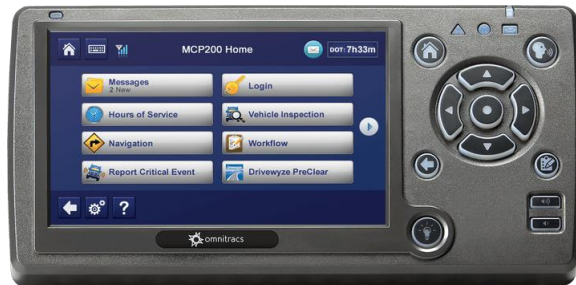 MCP200 Home
DOT: 7h33m
Messages
2 New
Login
Hours of Service
Vehicle Inspection
Navigation
Workflow
Report Critical Event
Drivewyze PreClear
?
omnitracs